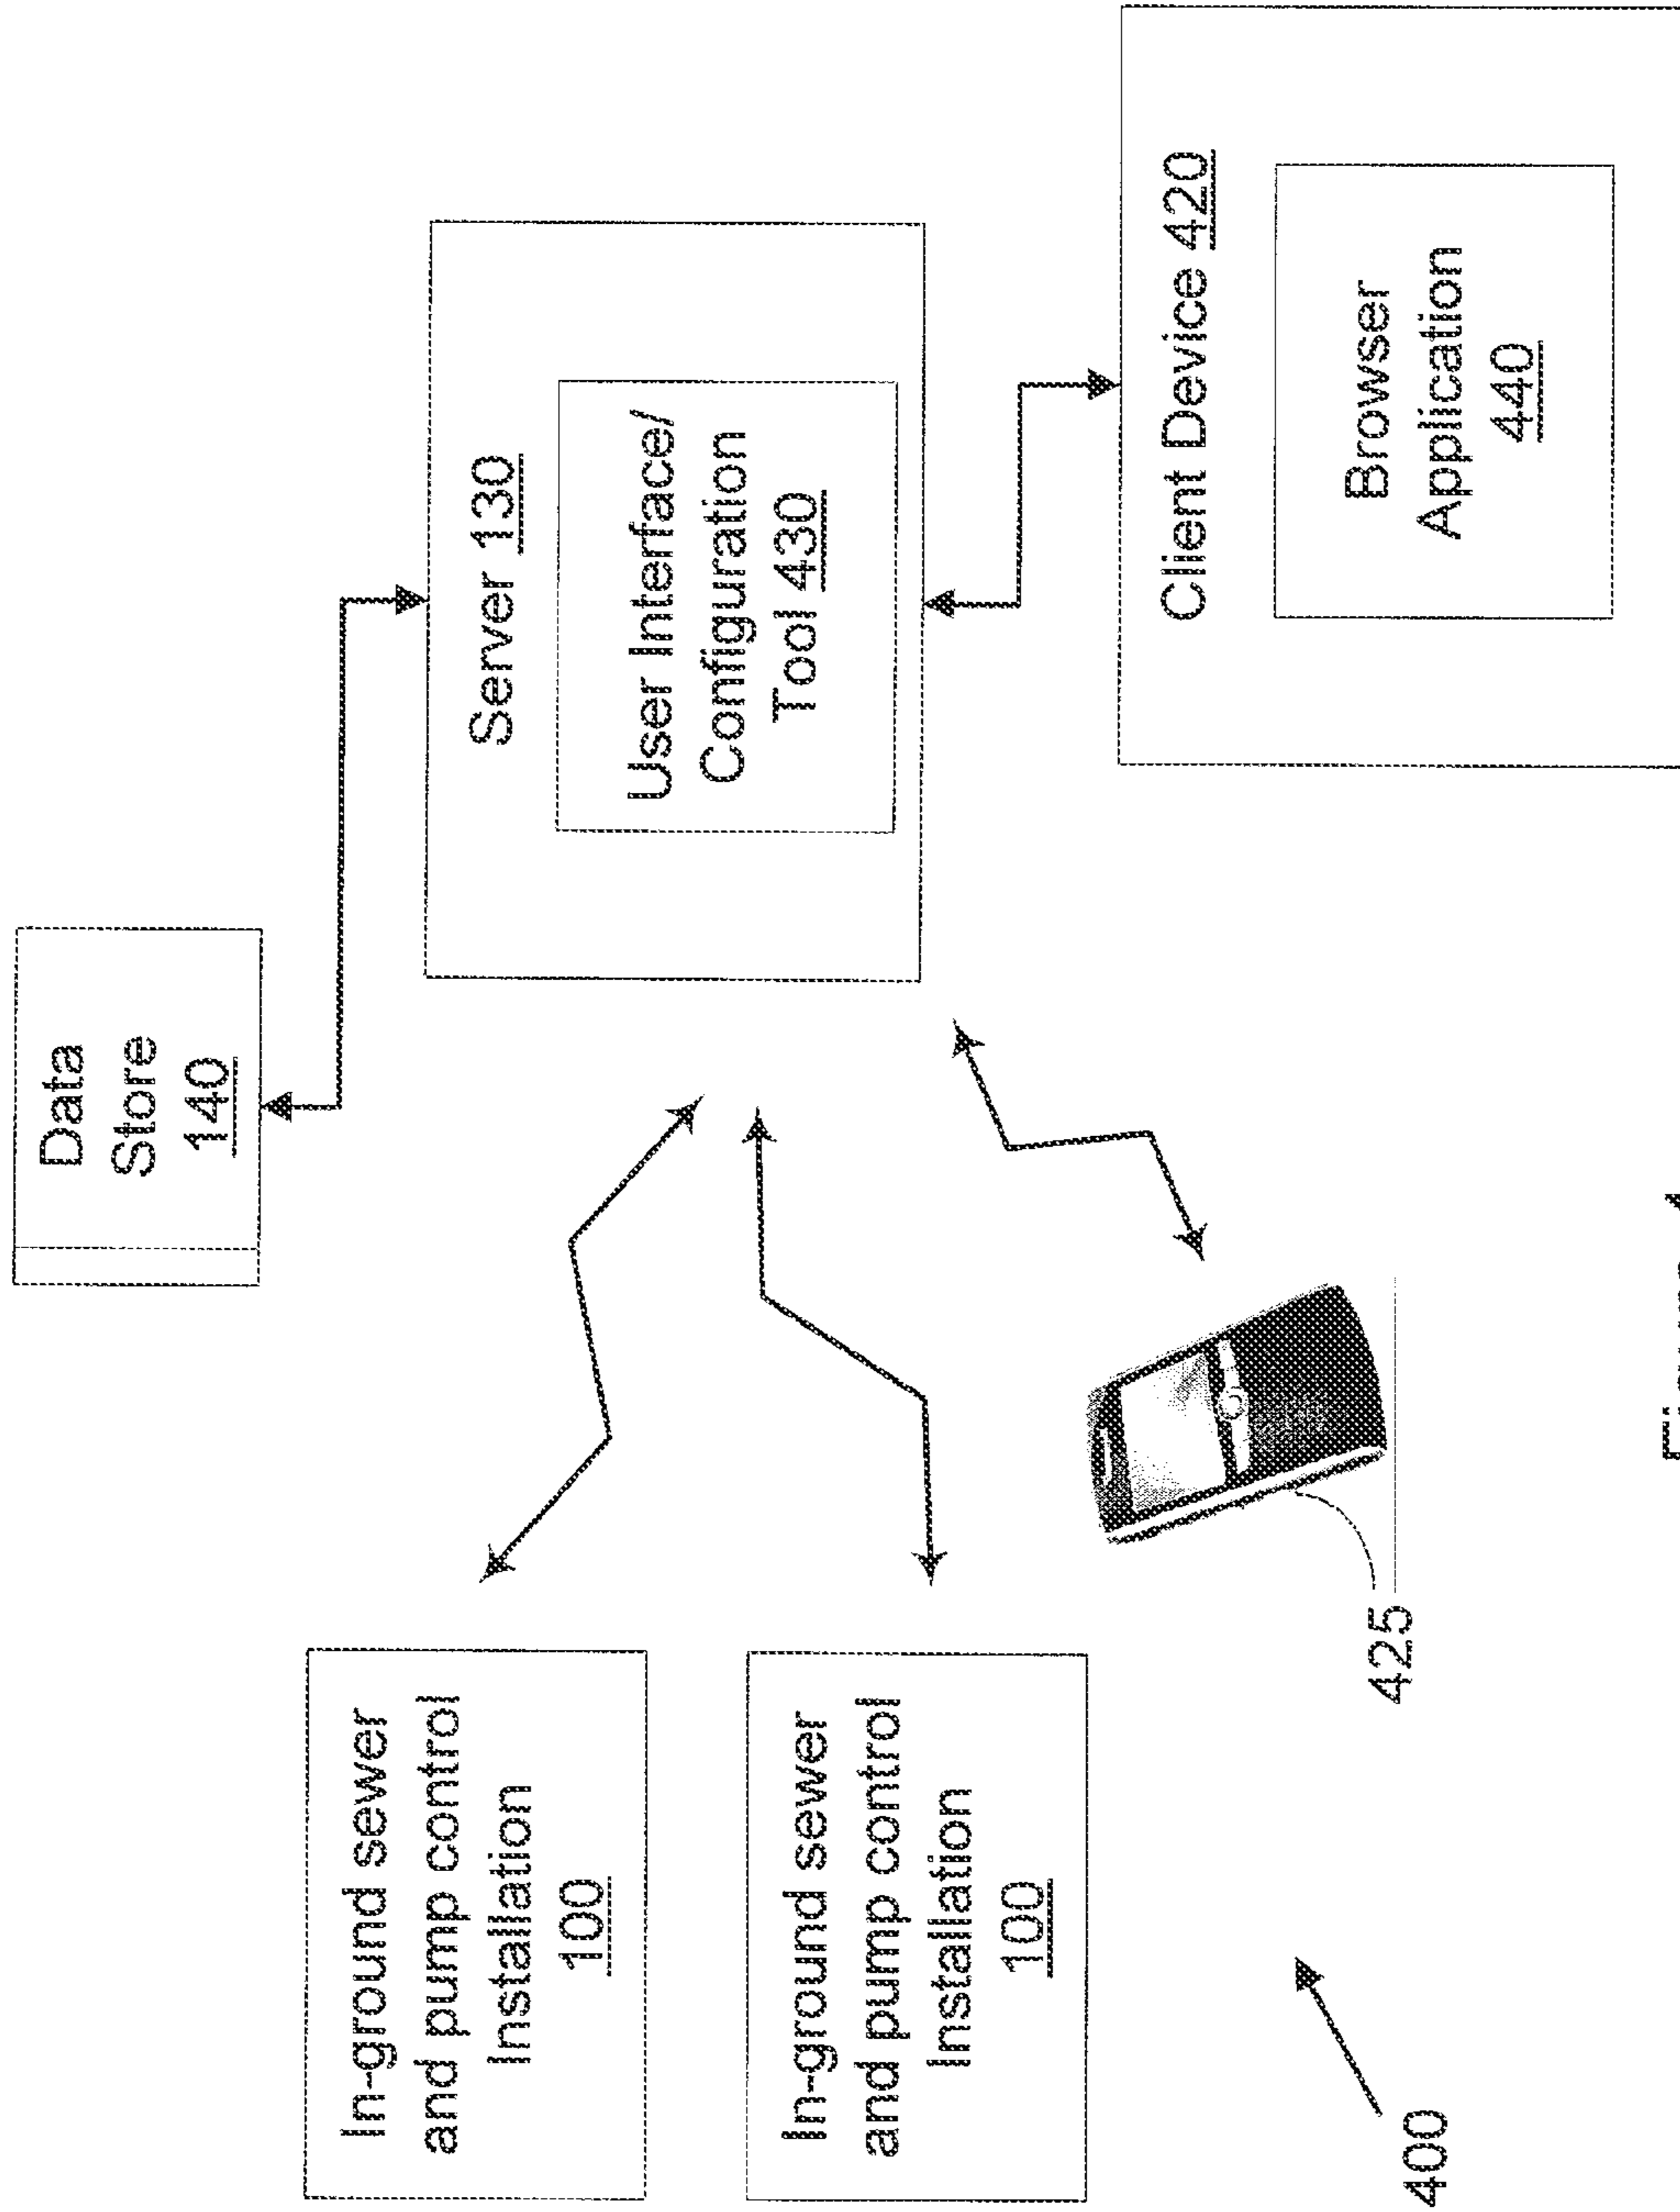 Data
Store
140
Server 130
User Interface/
Configuration
Tool 430
Client Device 420
Browser
Application
440
In-ground sewer
and pump control
Installation
100
In-ground sewer
and pump control
Installation
100
425
400